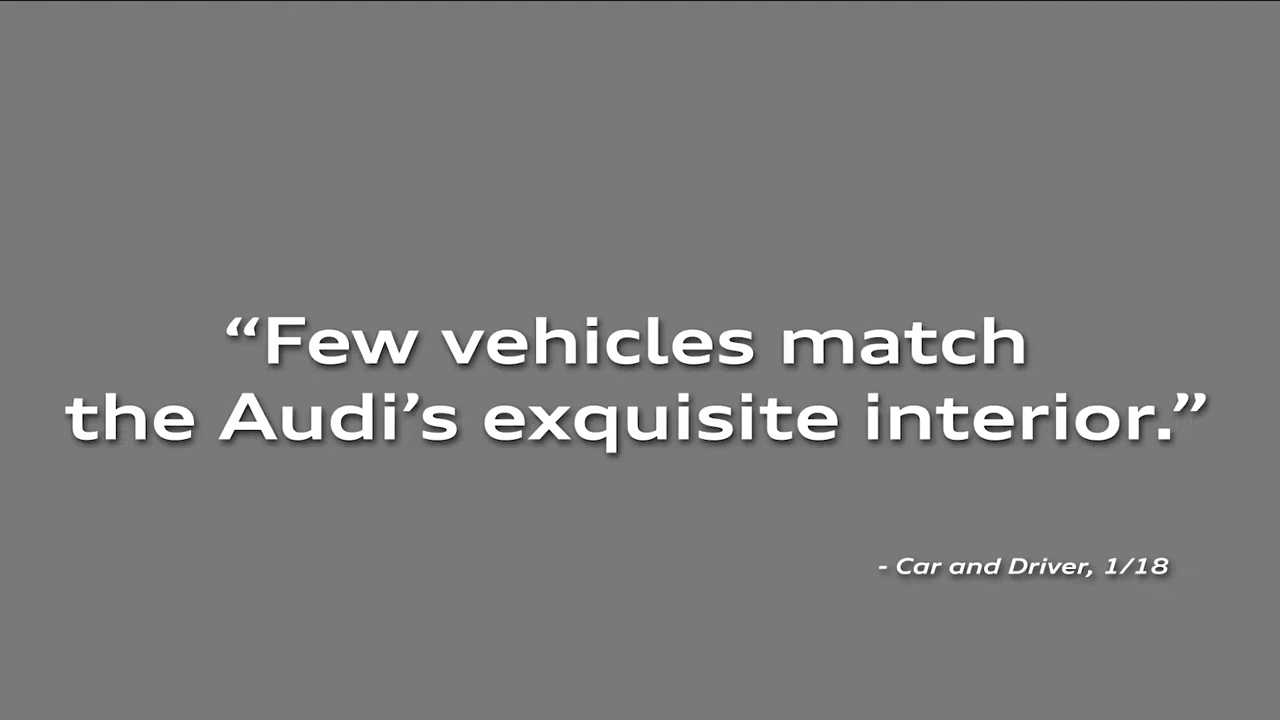 “Few vehicles match
the Audi’s exquisite interior.”
- Car and Driver, 1/18